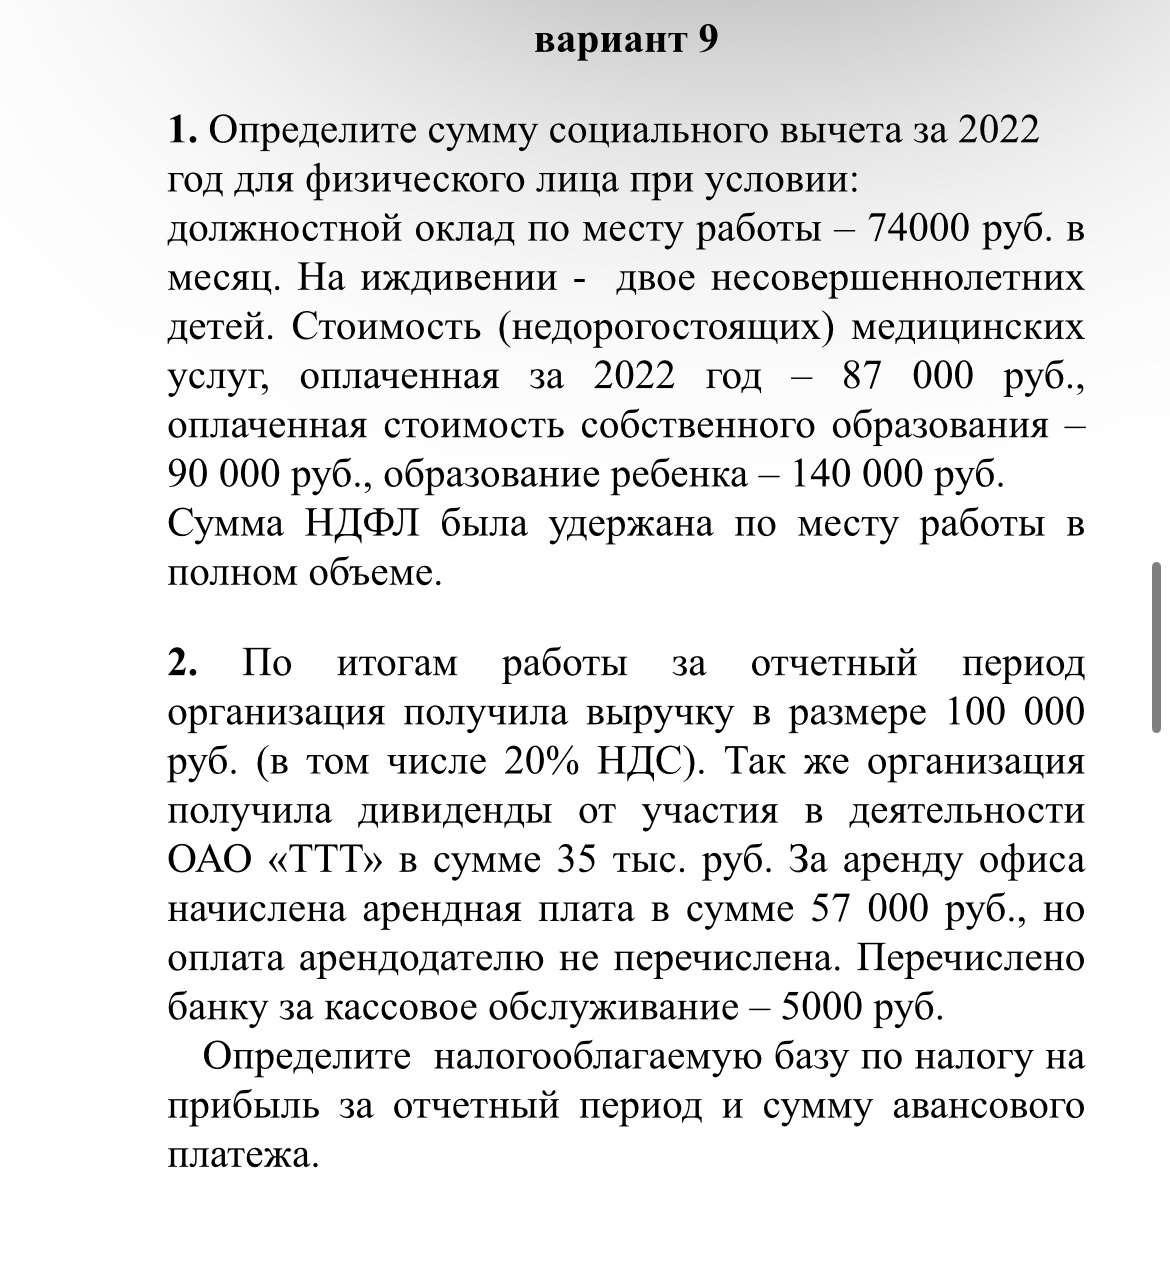 вариант 9
1. Определите сумму социального вычета за 2022
год для физического лица при условии:
должностной оклад по месту работы – 74000 руб. в
месяц. На иждивении - двое несовершеннолетних
детей. Стоимость (недорогостоящих) медицинских
услуг, оплаченная за 2022 год – 87 000 руб.,
оплаченная стоимость собственного образования –
90 000 руб., образование ребенка – 140 000 руб.
Сумма НДФЛ была удержана по месту работы в
полном объеме.
2. По итогам работы за отчетный период
организация получила выручку в размере 100 000
руб. (в том числе 20% НДС). Так же организация
получила дивиденды от участия в деятельности
ОАО «ТТТ» в сумме 35 тыс. руб. За аренду офиса
начислена арендная плата в сумме 57 000 руб., но
оплата арендодателю не перечислена. Перечислено
банку за кассовое обслуживание – 5000 руб.
Определите налогооблагаемую базу по налогу на
прибыль за отчетный период и сумму авансового
платежа.